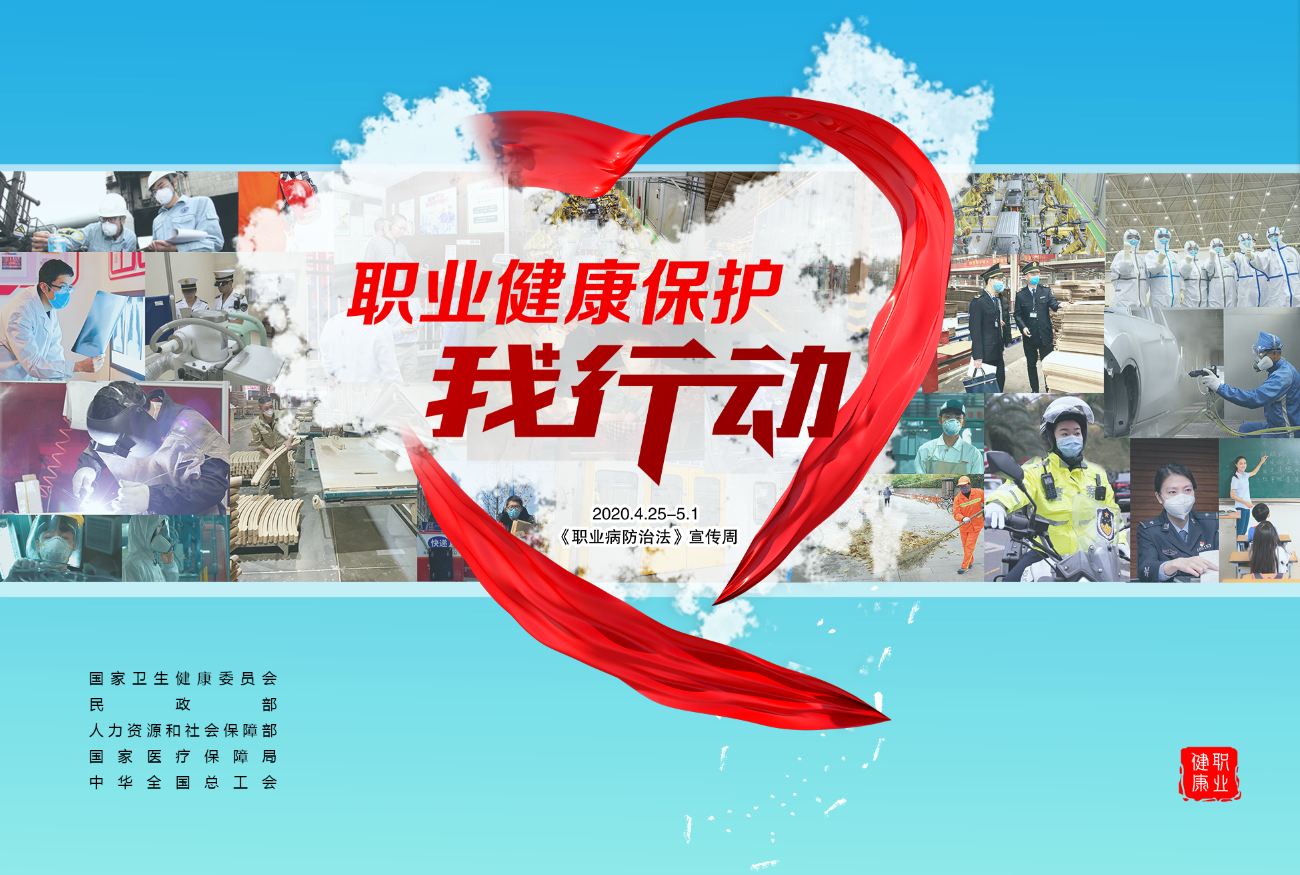 职业健康保护
我行动
2020.4.25-5.1
《职业病防治法》宣传周
快递
国家卫生健康委员会
民政部
人力资源和社会保障部
国家医疗保障局
中华全国总工会
职业
健康